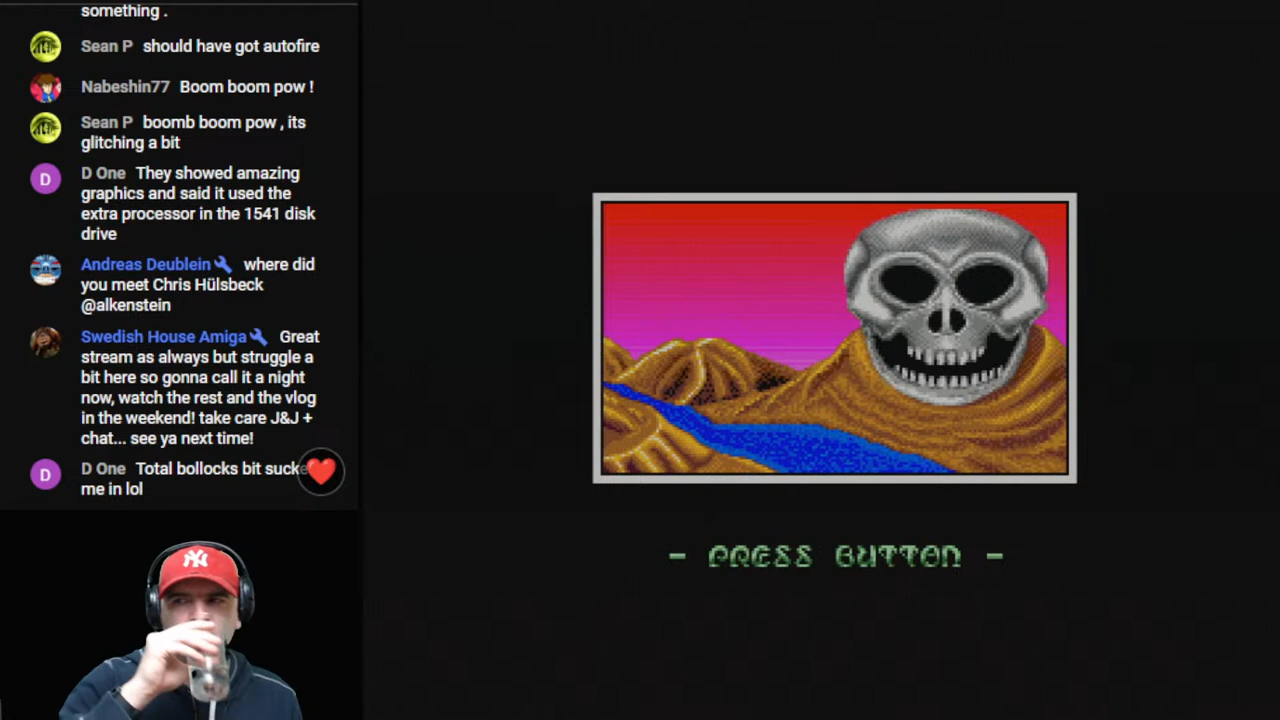 something .
Sean P should have got autofire
Nabeshin77 Boom boom pow !
Sean P boomb boom pow , its
glitching a bit
D
D One They showed amazing
graphics and said it used the
extra processor in the 1541 disk
drive
Andreas Deublein where did
you meet Chris Hülsbeck
@alkenstein
Swedish House Amiga Great
stream as always but struggle a
bit here so gonna call it a night
now, watch the rest and the vlog
in the weekend! take care J&J +
chat... see ya next time!
D
D One Total bollocks bit sucke
me in lol
NY
- PRESS BUTTON -